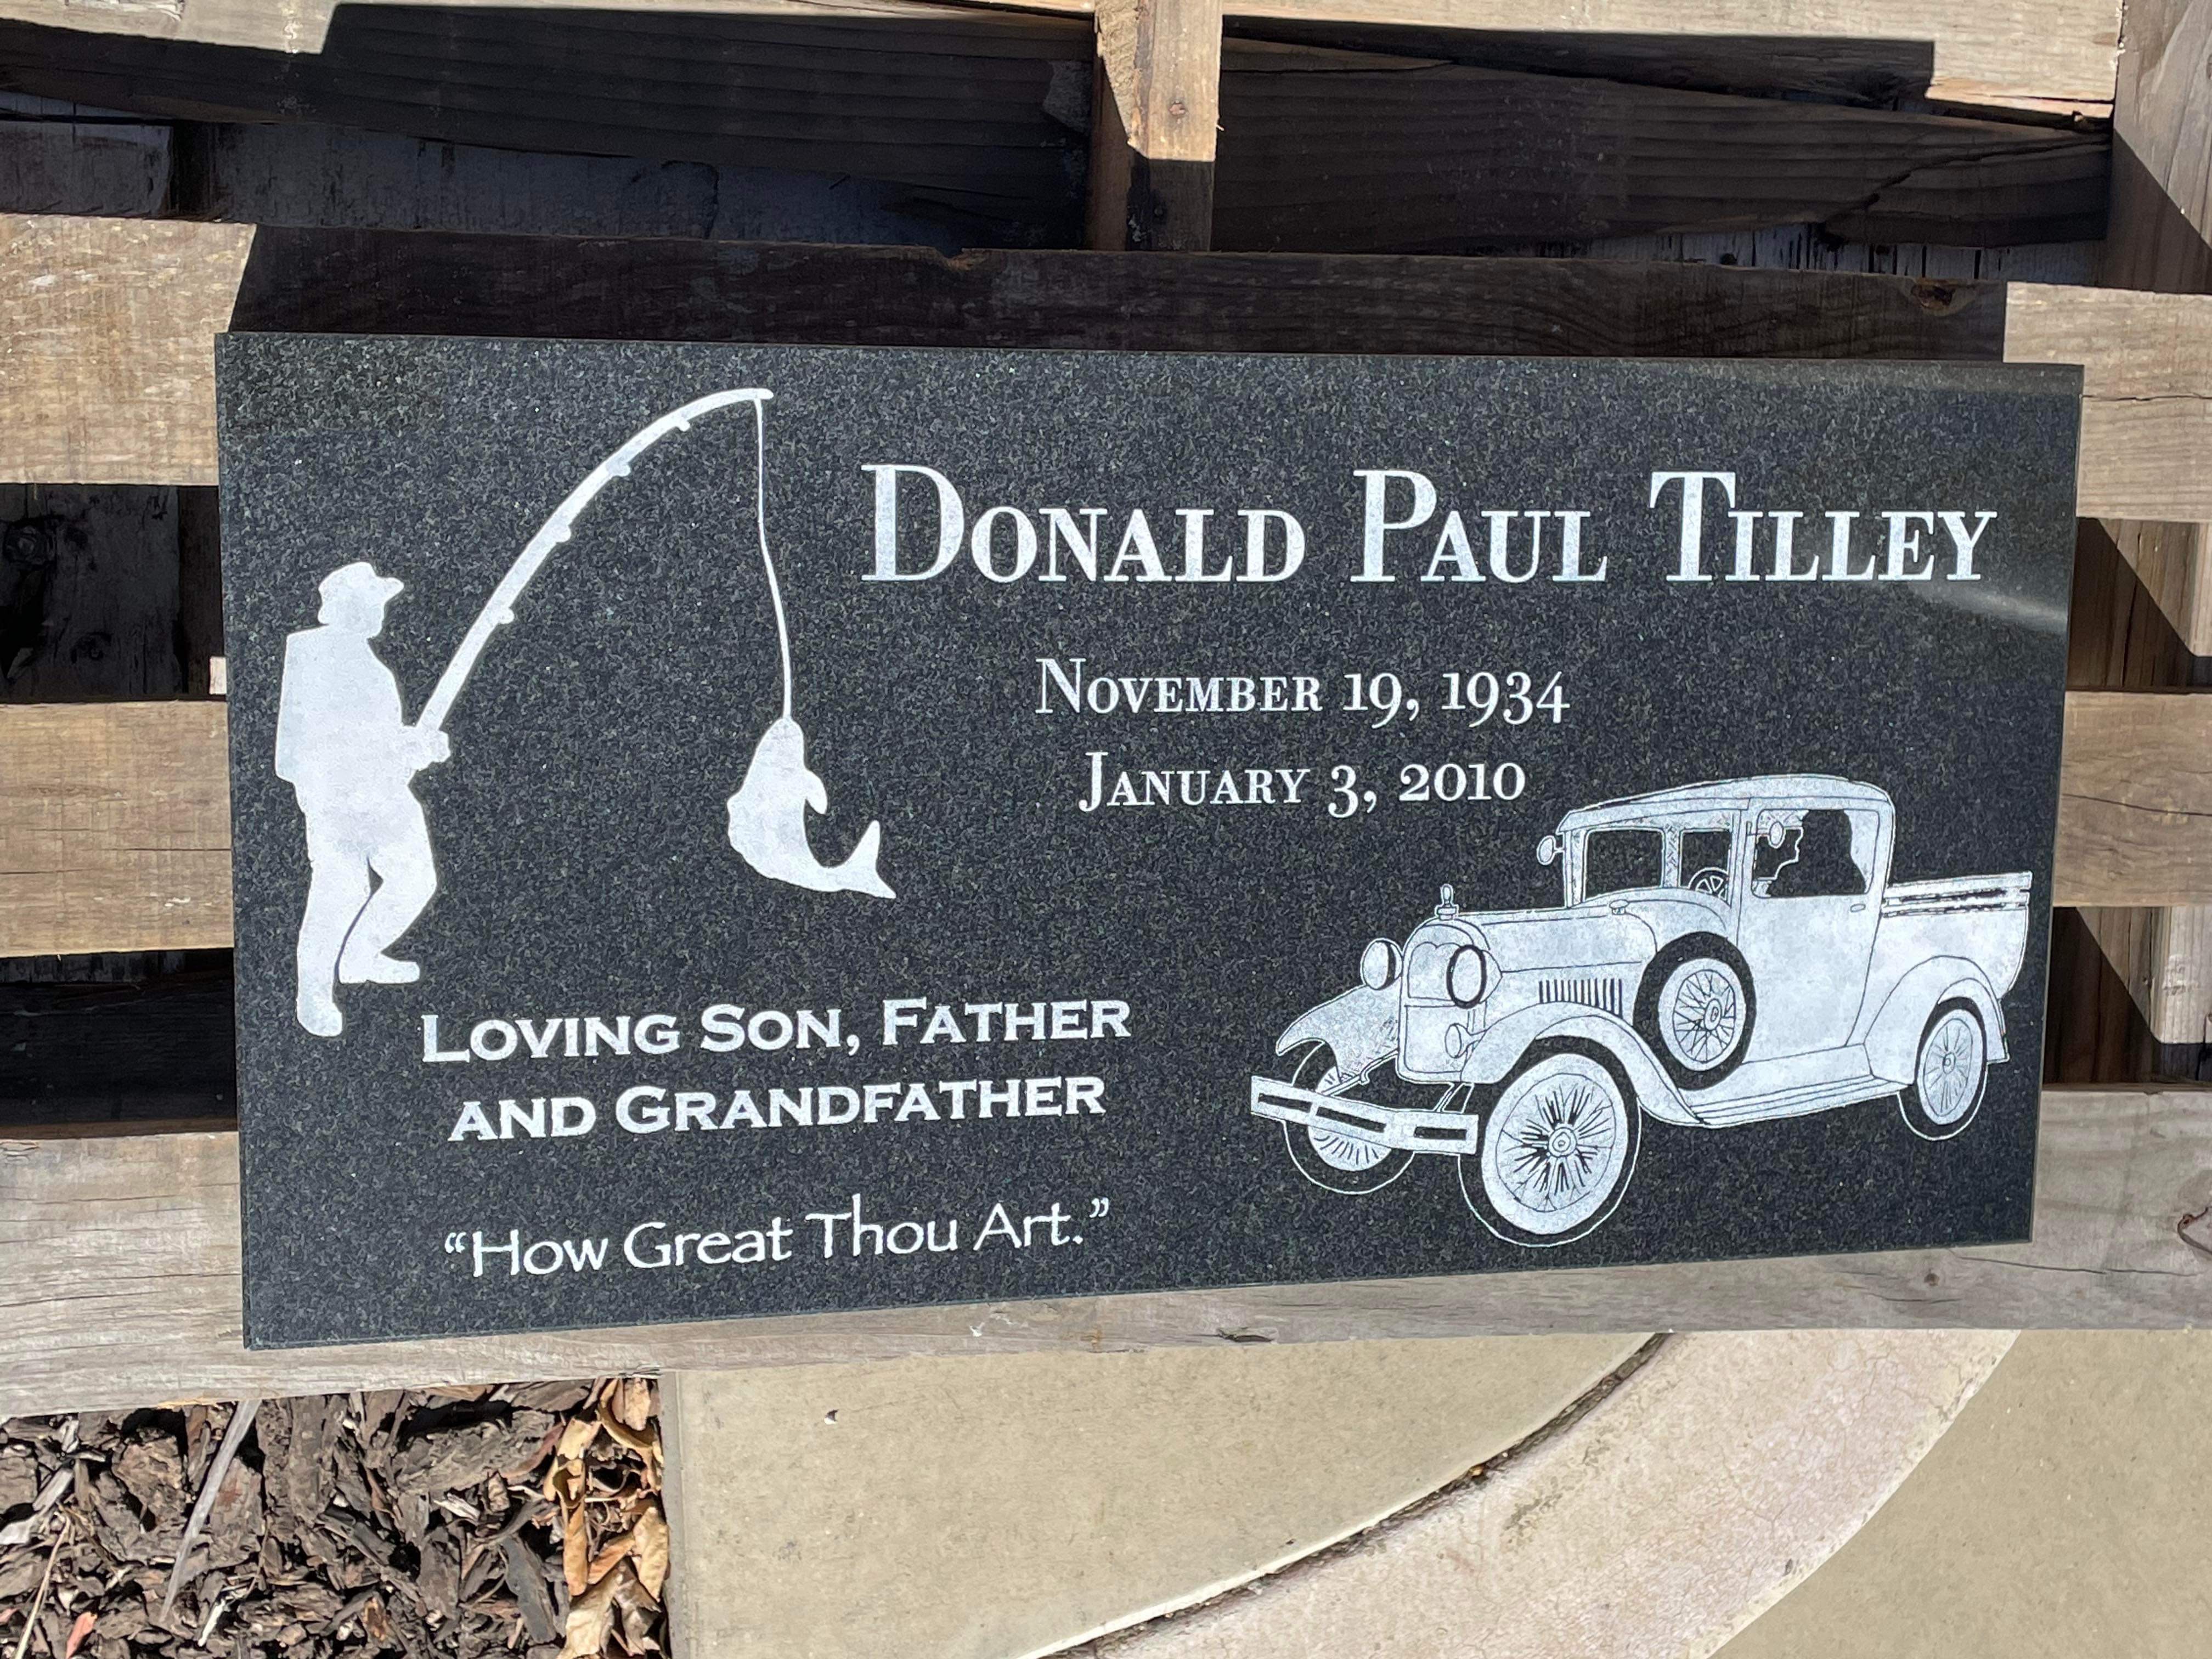 Donald Paul Tilley
November 19, 1934
January 3, 2010
Loving Son, Father
and Grandfather
“How Great Thou Art.”